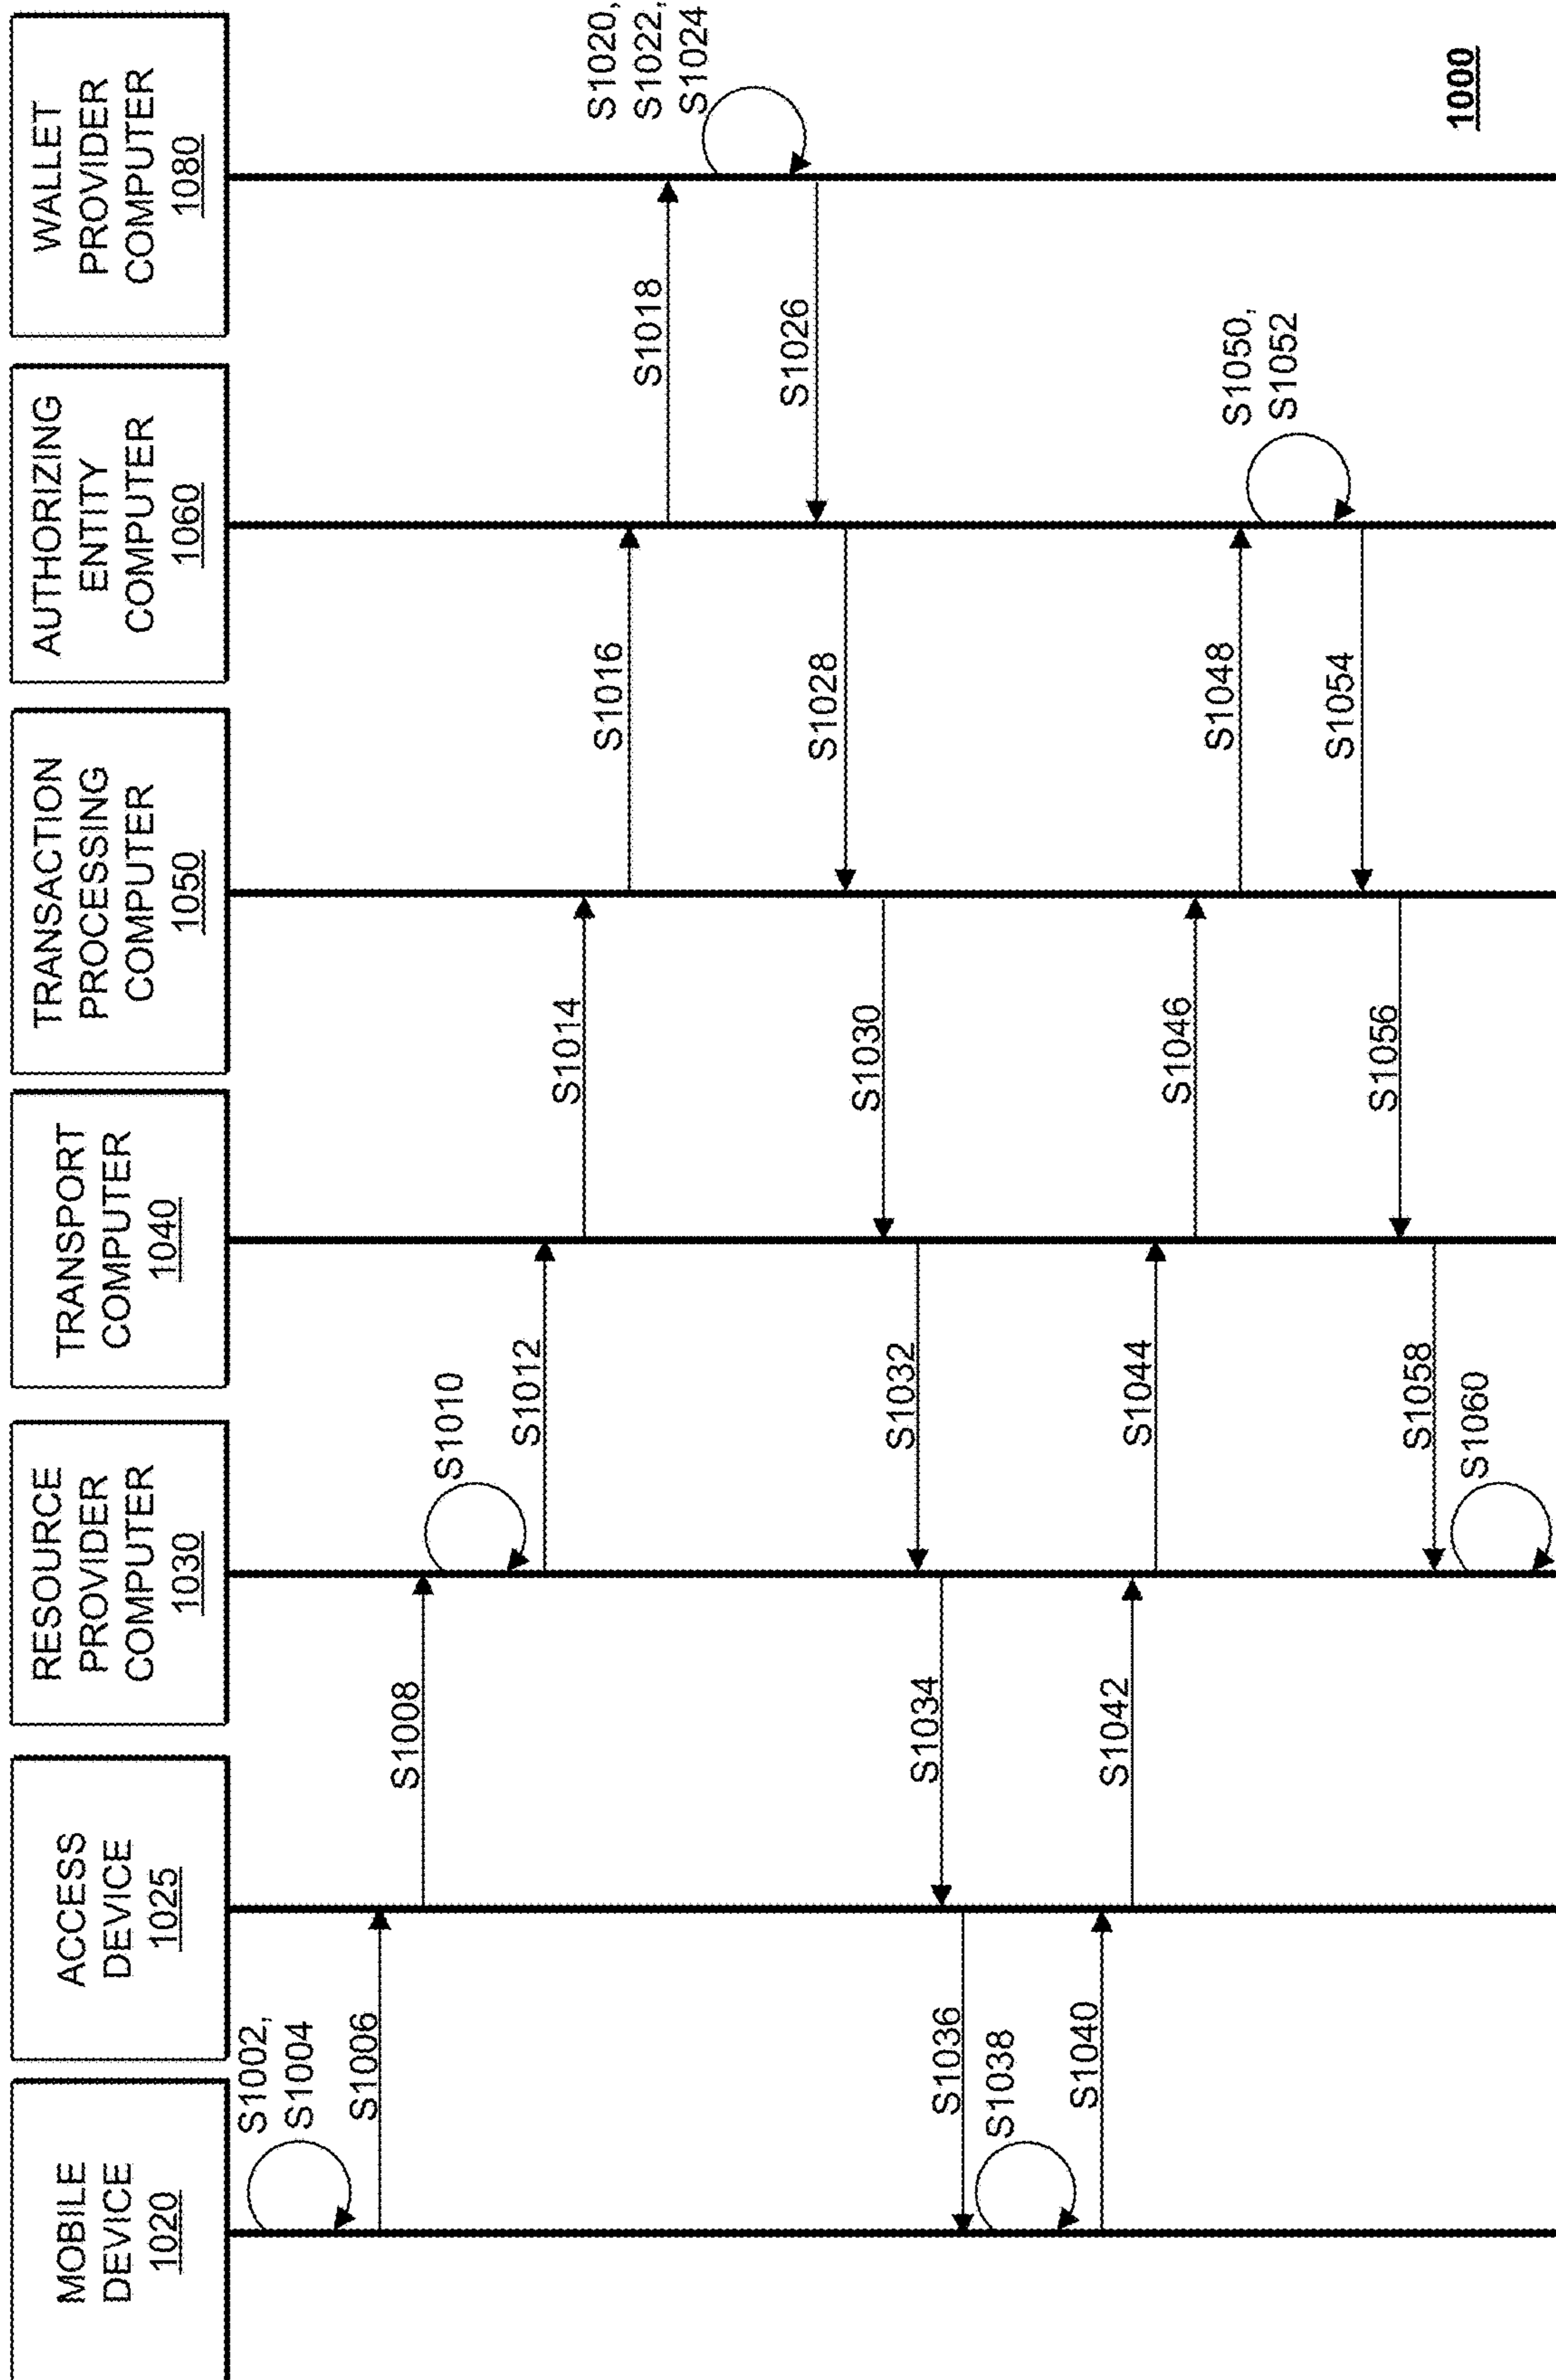 MOBILE
DEVICE
1020
ACCESS
DEVICE
1025
RESOURCE
PROVIDER
COMPUTER
1030
TRANSPORT
COMPUTER
1040
TRANSACTION
PROCESSING
COMPUTER
1050
AUTHORIZING
ENTITY
COMPUTER
1060
WALLET
PROVIDER
COMPUTER
1080
S1002,
S1004
S1006
S1008
S1010
S1012
S1014
S1016
S1018
S1020,
S1022,
S1024
S1026
S1028
S1030
S1032
S1034
S1036
S1038
S1040
S1042
S1044
S1046
S1048
S1050,
S1052
S1054
S1056
S1058
S1060
1000